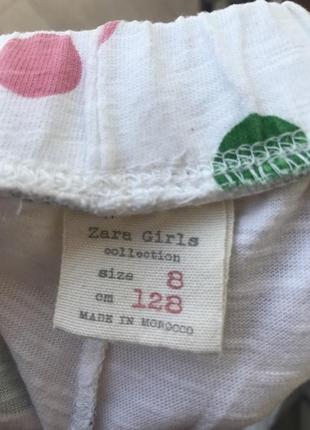 Zara Girls
collection
size 8
cm 128
MADE IN MOROCCO